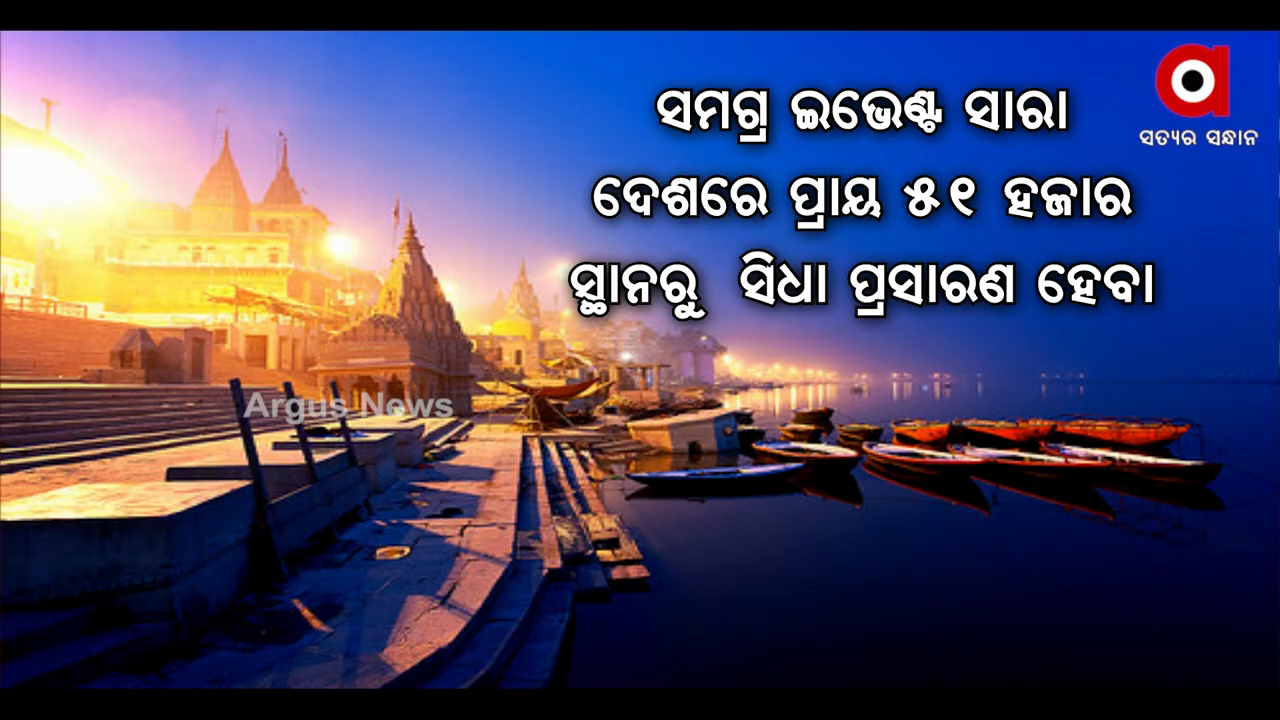 ସମଗ୍ର ଇଭେଣ୍ଟ ସାରା
ଦେଶରେ ପ୍ରାୟ ୫୧ ହଜାର
ସ୍ଥାନରୁ ସିଧା ପ୍ରସାରଣ ହେବା
ସତ୍ୟର ସନ୍ଧାନ
Argus News